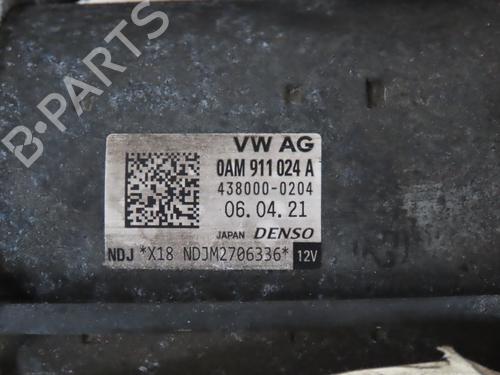 VW AG
0AM 911 024 A
438000-0204
06.04.21
JAPAN DENSO
NDJ *X18 NDJM2706336* 12V
B-PARTS